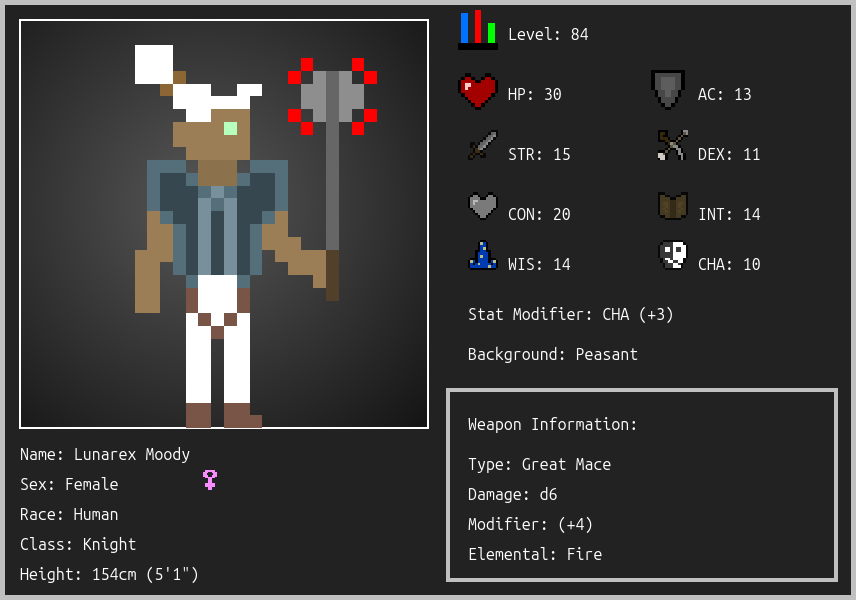 Level: 84
HP: 30
AC: 13
STR: 15
DEX: 11
CON: 20
INT: 14
WIS: 14
CHA: 10
Stat Modifier: CHA (+3)
Background: Peasant
Weapon Information:
Type: Great Mace
Damage: d6
Modifier: (+4)
Elemental: Fire
Name: Lunarex Moody
Sex: Female
Race: Human
Class: Knight
Height: 154cm (5'1")